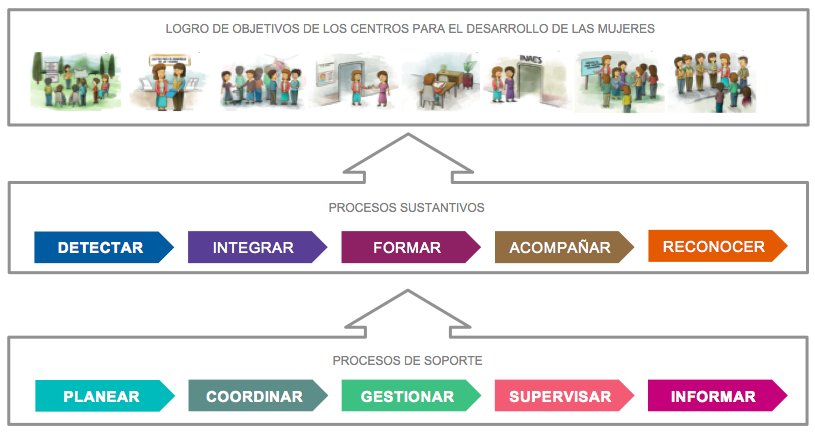 LOGRO DE OBJETIVOS DE LOS CENTROS PARA EL DESARROLLO DE LAS MUJERES
PROCESOS SUSTANTIVOS
DETECTAR
INTEGRAR
FORMAR
ACOMPAÑAR
RECONOCER
PROCESOS DE SOPORTE
PLANEAR
COORDINAR
GESTIONAR
SUPERVISAR
INFORMAR